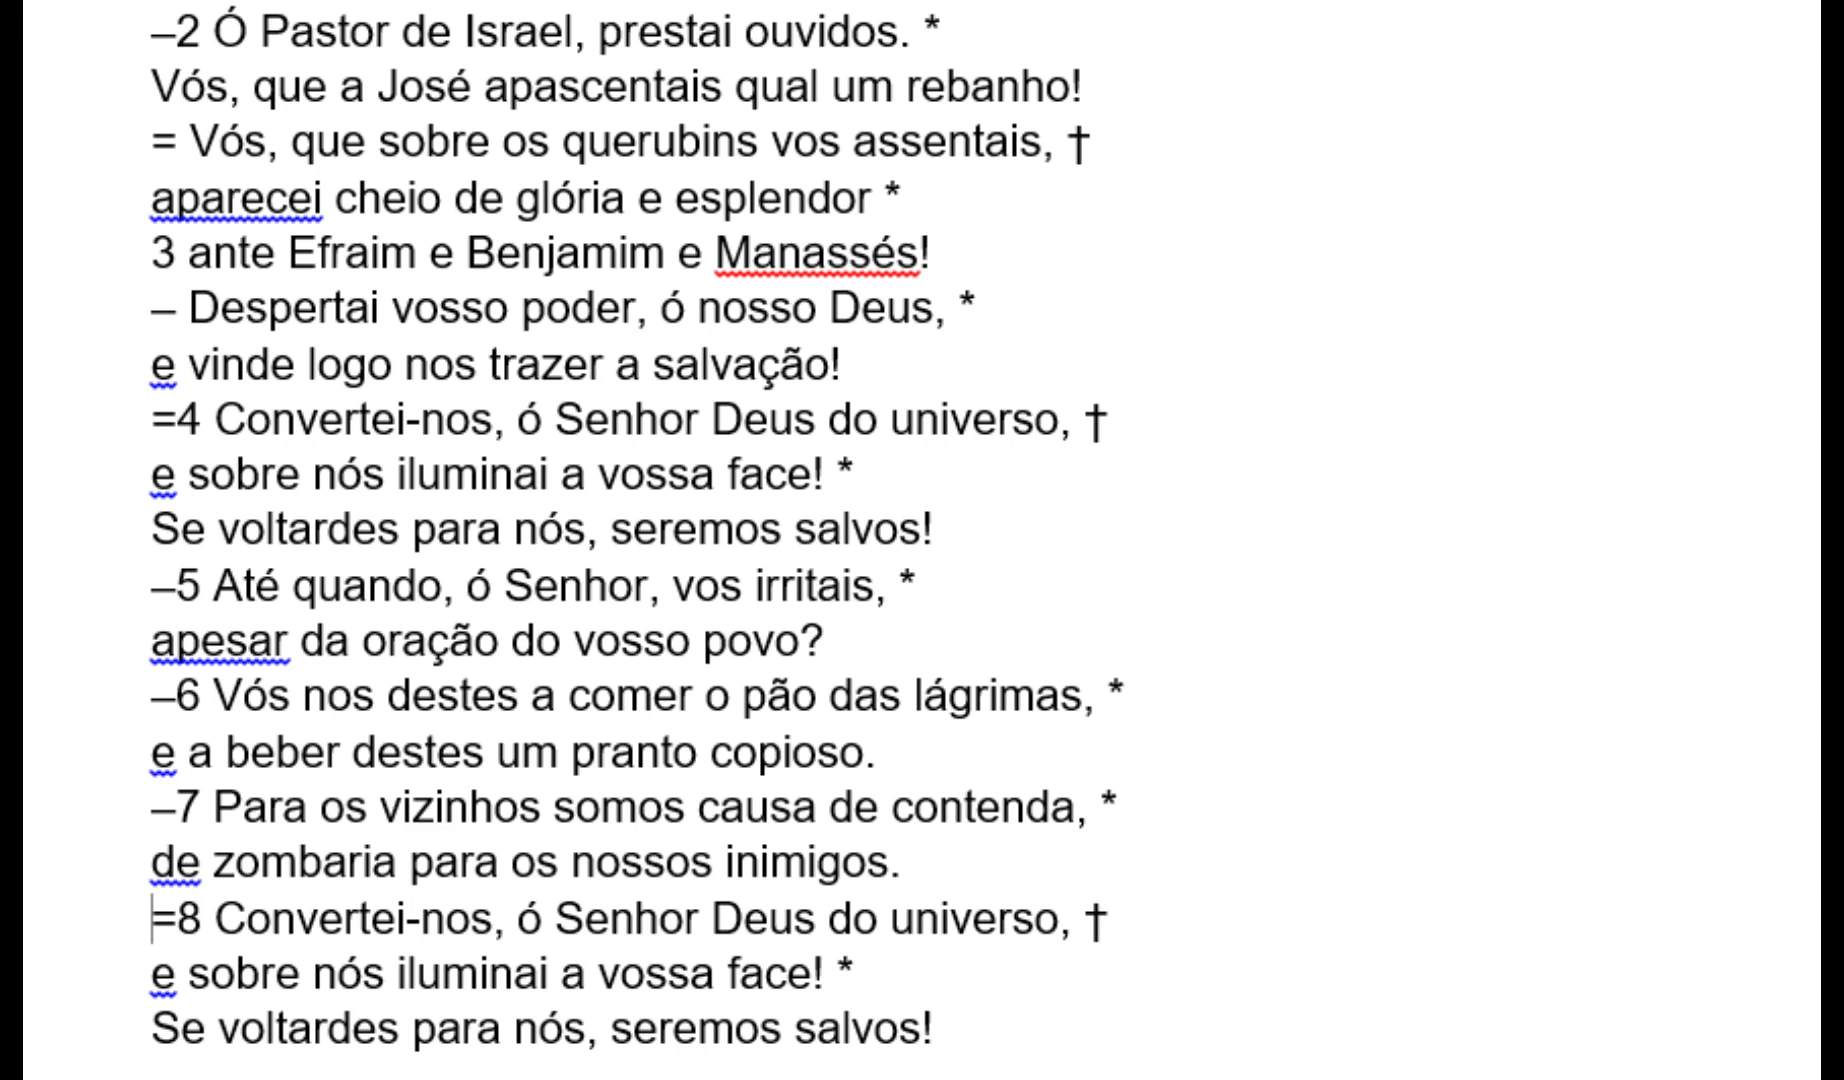 –2 Ó Pastor de Israel, prestai ouvidos. *
Vós, que a José apascentais qual um rebanho!
= Vós, que sobre os querubins vos assentais, †
aparecei cheio de glória e esplendor *
3 ante Efraim e Benjamim e Manassés!
– Despertai vosso poder, ó nosso Deus, *
e vinde logo nos trazer a salvação!
=4 Convertei-nos, ó Senhor Deus do universo, †
e sobre nós iluminai a vossa face! *
Se voltardes para nós, seremos salvos!
–5 Até quando, ó Senhor, vos irritais, *
apesar da oração do vosso povo?
–6 Vós nos destes a comer o pão das lágrimas, *
e a beber destes um pranto copioso.
–7 Para os vizinhos somos causa de contenda, *
de zombaria para os nossos inimigos.
=8 Convertei-nos, ó Senhor Deus do universo, †
e sobre nós iluminai a vossa face! *
Se voltardes para nós, seremos salvos!